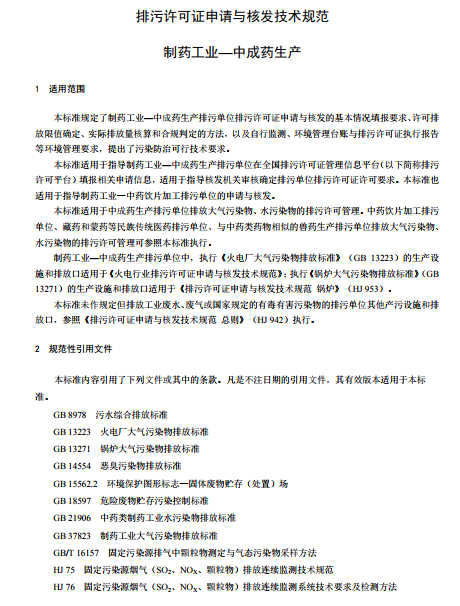 排污许可证申请与核发技术规范
制药工业—中成药生产
1 适用范围
本标准规定了制药工业—中成药生产排污单位排污许可证申请与核发的基本情况填报要求、许可排
放限值确定、实际排放量核算和合规判定的方法，以及自行监测、环境管理台账与排污许可证执行报告
等环境管理要求，提出了污染防治可行技术要求。
本标准适用于指导制药工业—中成药生产排污单位在全国排污许可证管理信息平台（以下简称排污
许可平台）填报相关申请信息，适用于指导核发机关审核确定排污单位排污许可证许可要求。本标准也
适用于指导制药工业—中药饮片加工排污单位的申请与核发。
本标准适用于中成药生产排污单位排放大气污染物、水污染物的排污许可管理。中药饮片加工排污
单位、藏药和蒙药等民族传统医药排污单位、与中药类药物相似的兽药生产排污单位排放大气污染物、
水污染物的排污许可管理可参照本标准执行。
制药工业—中成药生产排污单位中，执行《火电厂大气污染物排放标准》（GB 13223）的生产设
施和排放口适用于《火电行业排污许可证申请与核发技术规范》；执行《锅炉大气污染物排放标准》（GB
13271）的生产设施和排放口适用于《排污许可证申请与核发技术规范 锅炉》（HJ 953）。
本标准未作规定但排放工业废水、废气或国家规定的有毒有害污染物的排污单位其他产污设施和排
放口，参照《排污许可证申请与核发技术规范 总则》（HJ 942）执行。
2 规范性引用文件
本标准内容引用了下列文件或其中的条款。凡是不注日期的引用文件，其有效版本适用于本标
准。
GB 8978 污水综合排放标准
GB 13223 火电厂大气污染物排放标准
GB 13271 锅炉大气污染物排放标准
GB 14554 恶臭污染物排放标准
GB 15562.2 环境保护图形标志—固体废物贮存（处置）场
GB 18597 危险废物贮存污染控制标准
GB 21906 中药类制药工业水污染物排放标准
GB 37823 制药工业大气污染物排放标准
GB/T 16157 固定污染源排气中颗粒物测定与气态污染物采样方法
HJ 75 固定污染源烟气（SO₂、NOₓ、颗粒物）排放连续监测技术规范
HJ 76 固定污染源烟气（SO₂、NOₓ、颗粒物）排放连续监测系统技术要求及检测方法